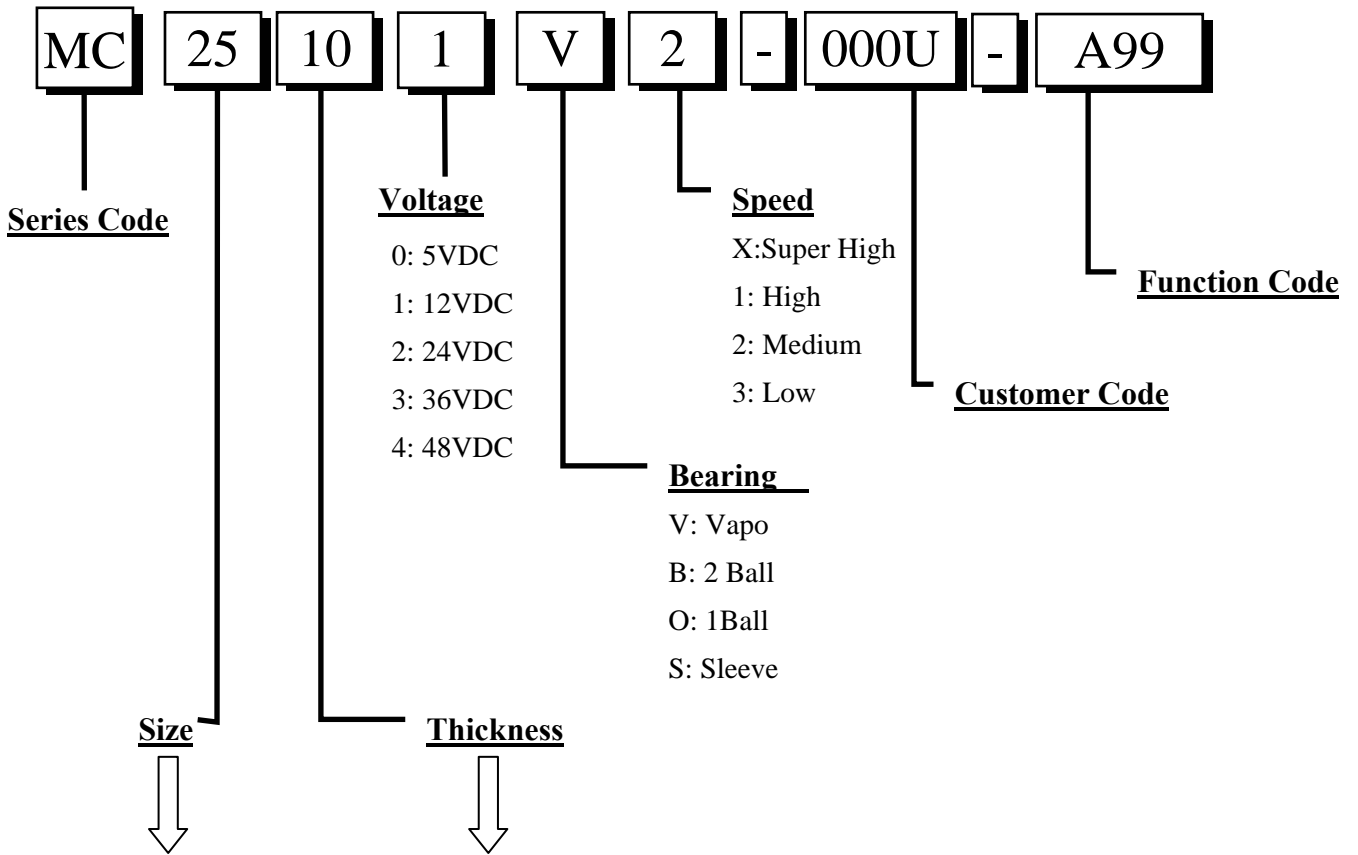 MC 25 10 1 V 2 - 000U - A99
Series Code
Voltage
0: 5VDC
1: 12VDC
2: 24VDC
3: 36VDC
4: 48VDC
Speed
X:Super High
1: High
2: Medium
3: Low
Function Code
Customer Code
Bearing
V: Vapo
B: 2 Ball
O: 1Ball
S: Sleeve
Size
Thickness